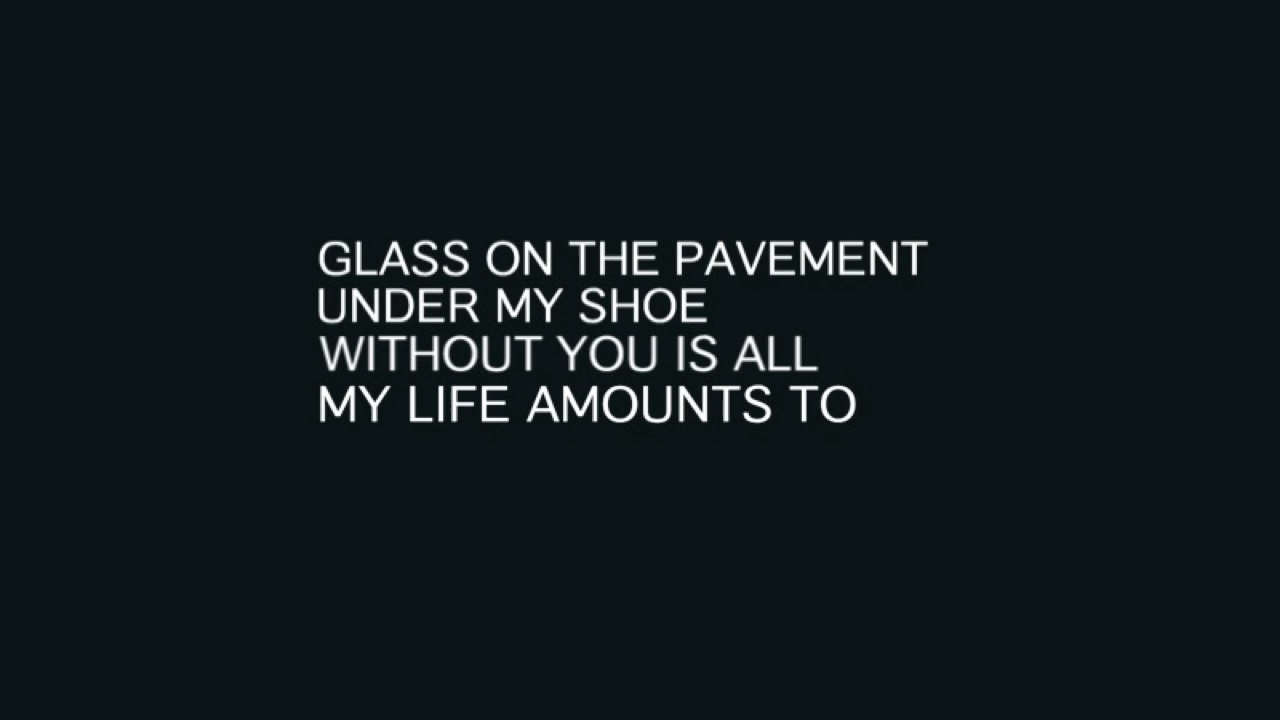 GLASS ON THE PAVEMENT
UNDER MY SHOE
WITHOUT YOU IS ALL
MY LIFE AMOUNTS TO